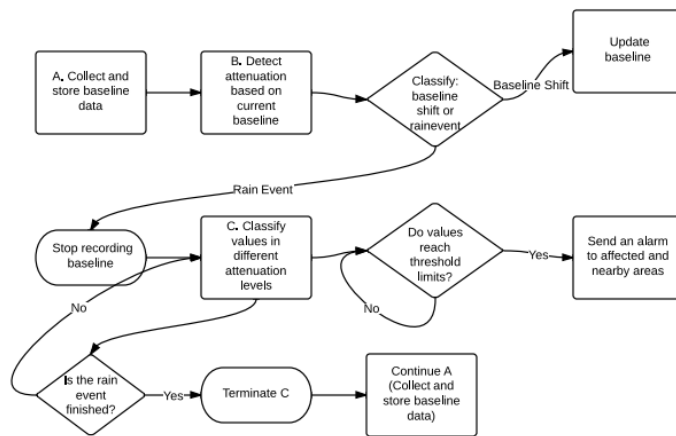 A. Collect and
store baseline
data
B. Detect
attenuation
based on
current
baseline
Classify:
baseline
shift or
rainevent
Baseline Shift
Update
baseline
Rain Event
Stop recording
baseline
C. Classify
values in
different
attenuation
levels
Do values
reach
threshold
limits?
Yes
Send an alarm
to affected and
nearby areas
No
No
Is the rain
event
finished?
Yes
Terminate C
Continue A
(Collect and
store baseline
data)